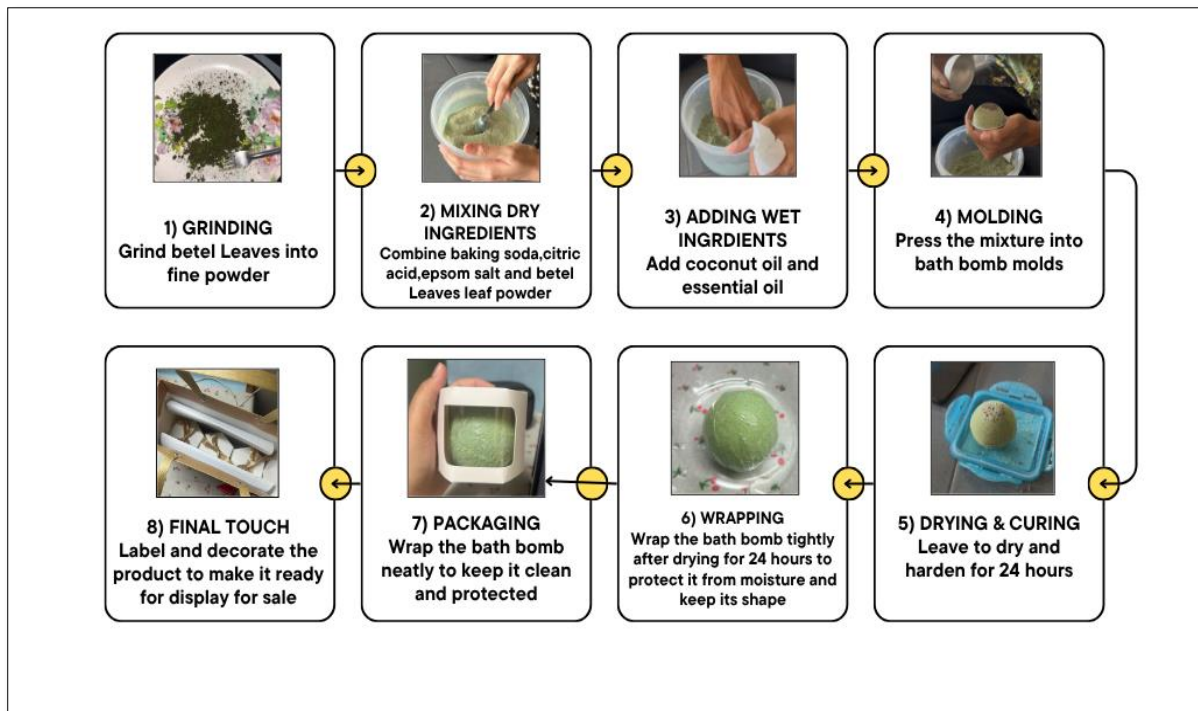 1) GRINDING
Grind betel Leaves into
fine powder
2) MIXING DRY
INGREDIENTS
Combine baking soda,citric
acid,epsom salt and betel
Leaves leaf powder
3) ADDING WET
INGRDIENTS
Add coconut oil and
essential oil
4) MOLDING
Press the mixture into
bath bomb molds
5) DRYING & CURING
Leave to dry and
harden for 24 hours
6) WRAPPING
Wrap the bath bomb tightly
after drying for 24 hours to
protect it from moisture and
keep its shape
7) PACKAGING
Wrap the bath bomb
neatly to keep it clean
and protected
8) FINAL TOUCH
Label and decorate the
product to make it ready
for display for sale